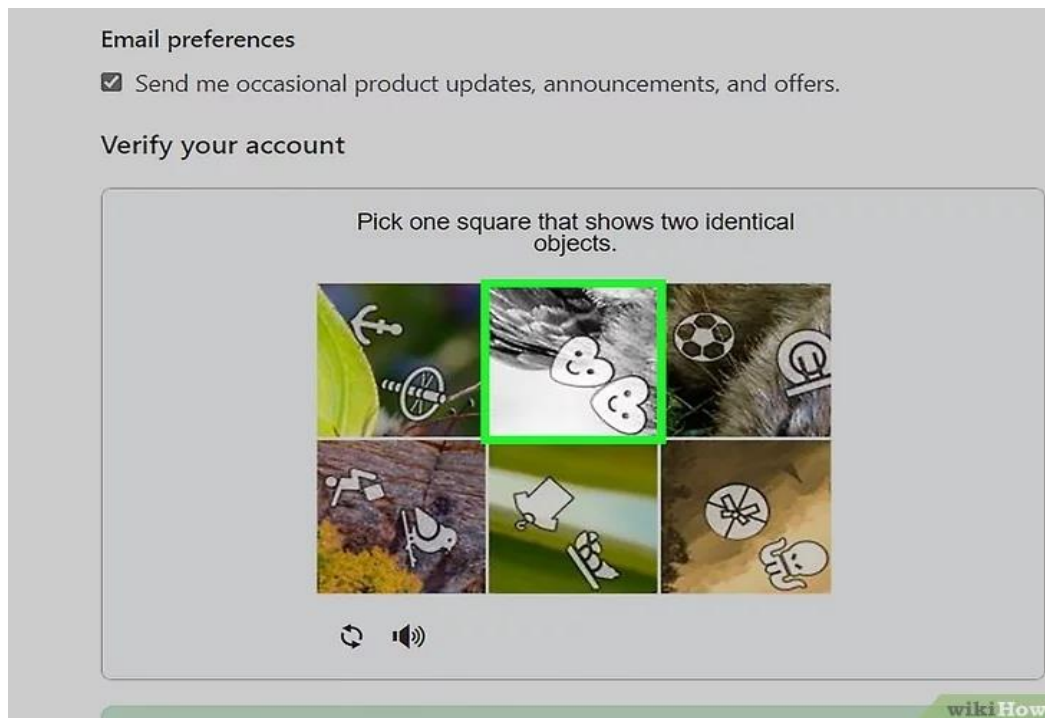 Email preferences
Send me occasional product updates, announcements, and offers.
Verify your account
Pick one square that shows two identical
objects.
wikiHow